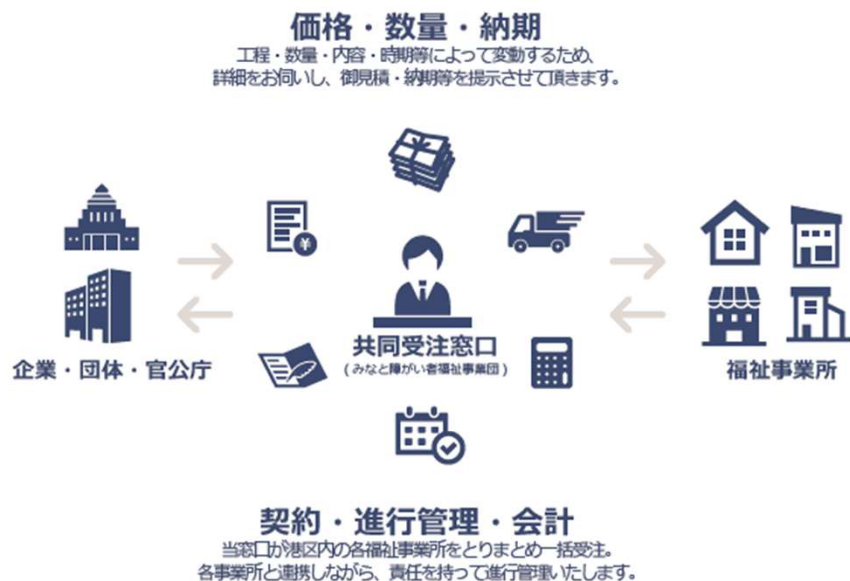 価格・数量・納期
工程・数量・内容・時期等によって変動するため、
詳細をお伺いし、御見積・納期等を提示させて頂きます。
¥
共同受注窓口
(みなと障がい者福祉事業団)
企業・団体・官公庁
福祉事業所
契約・進行管理・会計
当窓口が港区内の各福祉事業所をとりまとめ一括受注。
各事業所と連携しながら、責任を持って進行管理いたします。